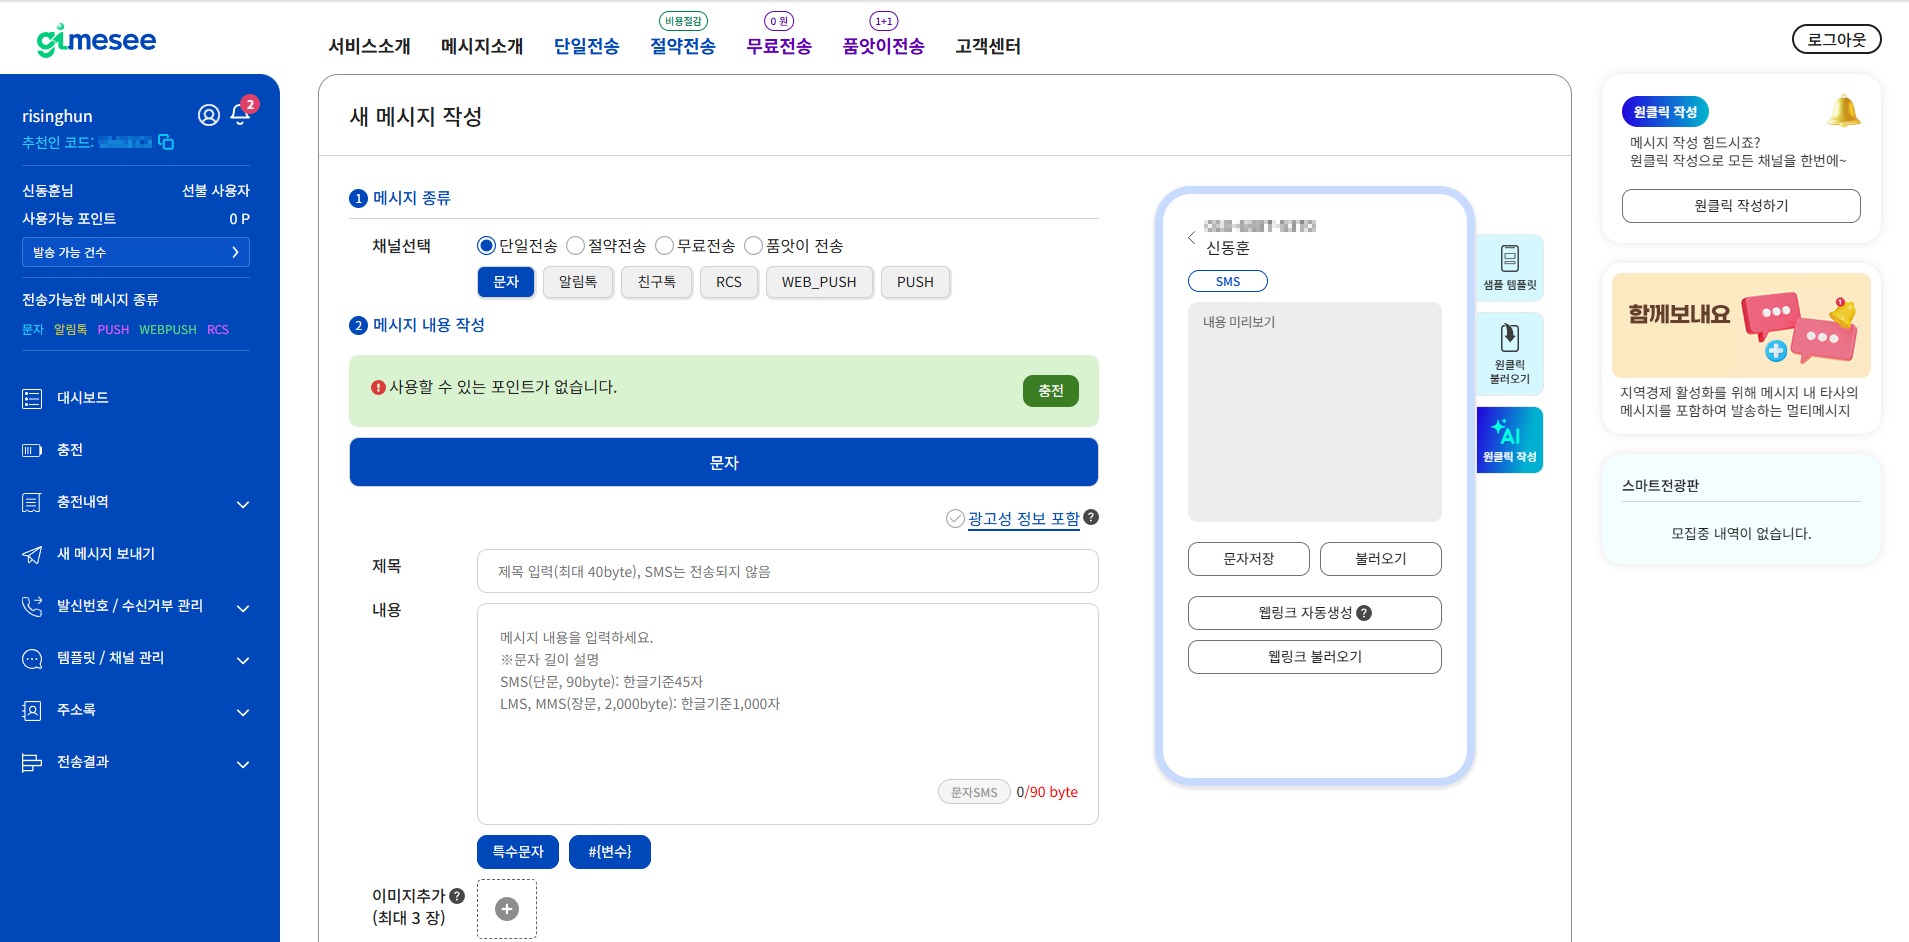 gimesee
서비스소개
메시지소개
단일전송
비용절감
절약전송
0 원
무료전송
1+1
품앗이전송
고객센터
로그아웃
risinghun
2
추천인 코드:
신동훈님
선불 사용자
사용가능 포인트
0 P
발송 가능 건수
전송가능한 메시지 종류
문자 알림톡 PUSH WEBPUSH RCS
대시보드
충전
충전내역
새 메시지 보내기
발신번호 / 수신거부 관리
템플릿 / 채널 관리
주소록
전송결과
새 메시지 작성
1 메시지 종류
채널선택
단일전송 절약전송 무료전송 품앗이 전송
문자 알림톡 친구톡 RCS WEB_PUSH PUSH
2 메시지 내용 작성
사용할 수 있는 포인트가 없습니다.
충전
문자
광고성 정보 포함 ?
제목
제목 입력(최대 40byte), SMS는 전송되지 않음
내용
메시지 내용을 입력하세요.
※문자 길이 설명
SMS(단문, 90byte): 한글기준45자
LMS, MMS(장문, 2,000byte): 한글기준1,000자
문자SMS 0/90 byte
특수문자 #{변수}
이미지추가 ?
(최대 3 장)
신동훈
SMS
내용 미리보기
문자저장 불러오기
웹링크 자동생성 ?
웹링크 불러오기
샘플 템플릿
원클릭
불러오기
AI
원클릭 작성
원클릭 작성
메시지 작성 힘드시죠?
원클릭 작성으로 모든 채널을 한번에~
원클릭 작성하기
함께보내요
1
지역경제 활성화를 위해 메시지 내 타사의
메시지를 포함하여 발송하는 멀티메시지
스마트전광판
모집중 내역이 없습니다.